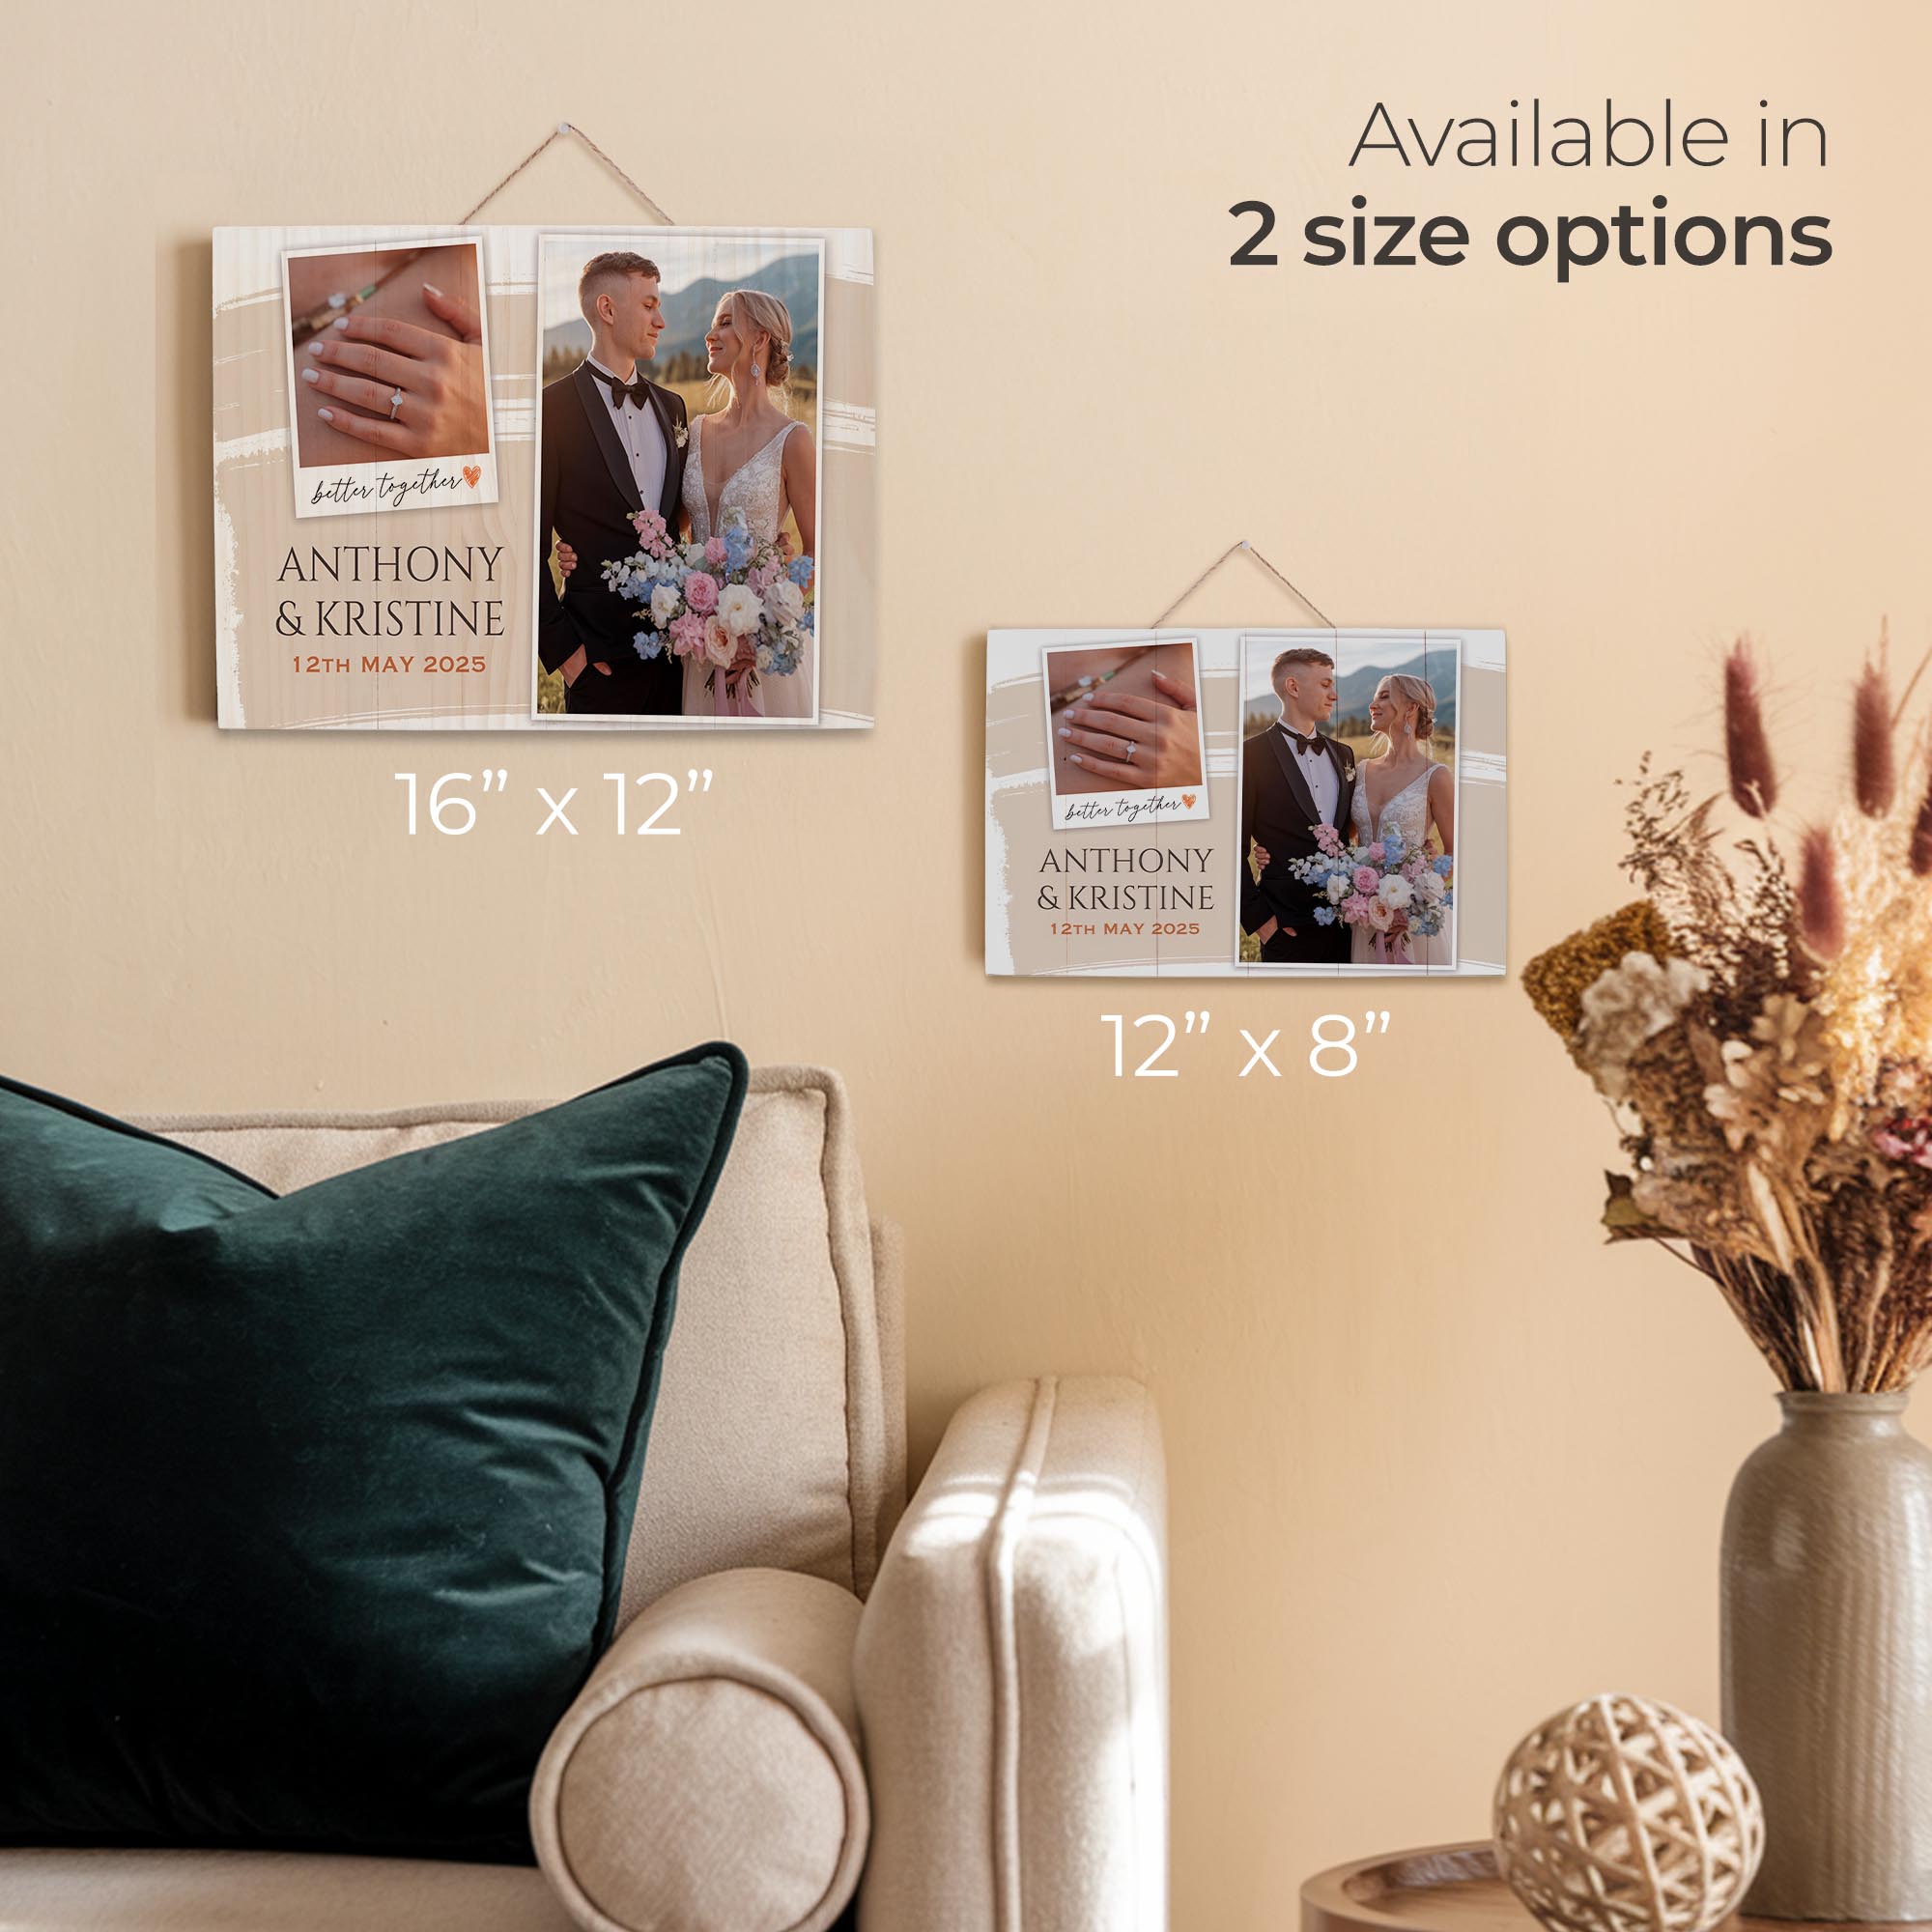 Available in
2 size options
better together
ANTHONY
& KRISTINE
12TH MAY 2025
16” x 12”
better together
ANTHONY
& KRISTINE
12TH MAY 2025
12” x 8”